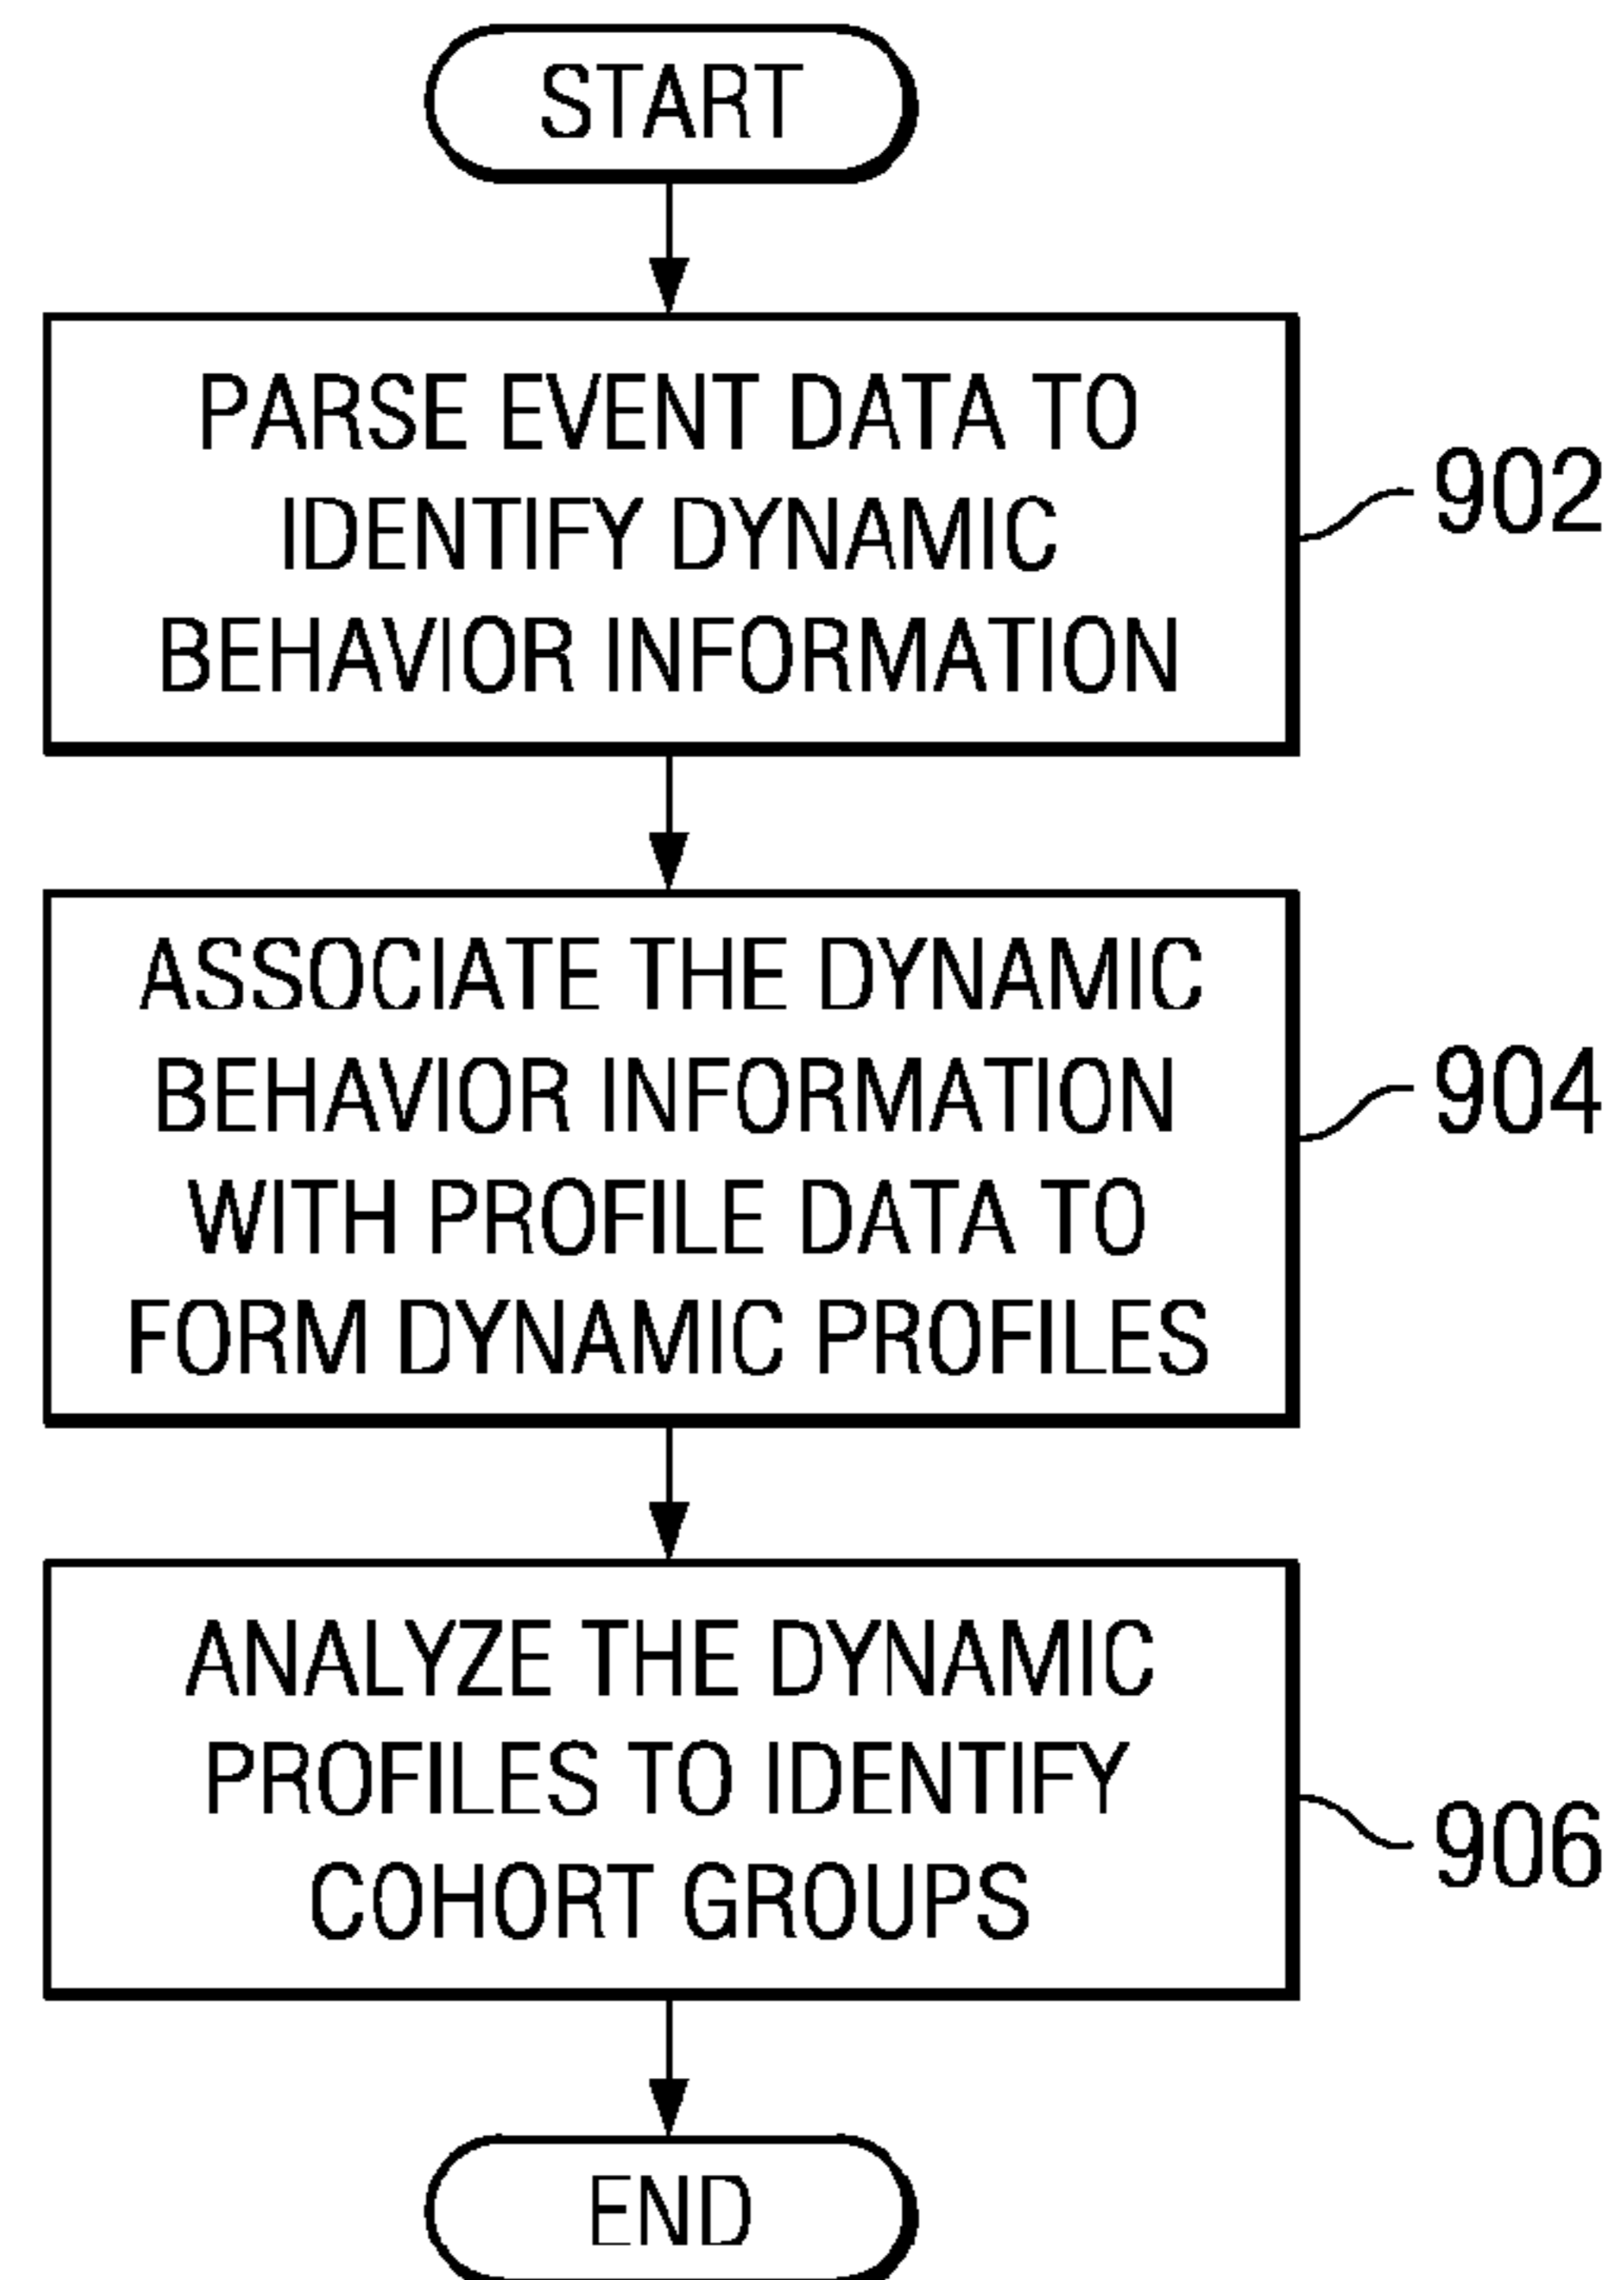 START
PARSE EVENT DATA TO
IDENTIFY DYNAMIC
BEHAVIOR INFORMATION
902
ASSOCIATE THE DYNAMIC
BEHAVIOR INFORMATION
WITH PROFILE DATA TO
FORM DYNAMIC PROFILES
904
ANALYZE THE DYNAMIC
PROFILES TO IDENTIFY
COHORT GROUPS
906
END